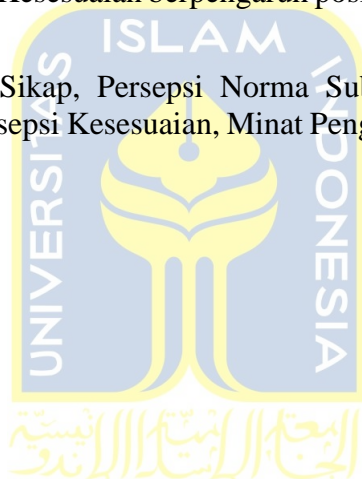 Kesesuaian berpengaruh posi
ISLAM
Sikap, Persepsi Norma Sub
sepsi Kesesuaian, Minat Peng
UNIVERSITAS
INDONESIA